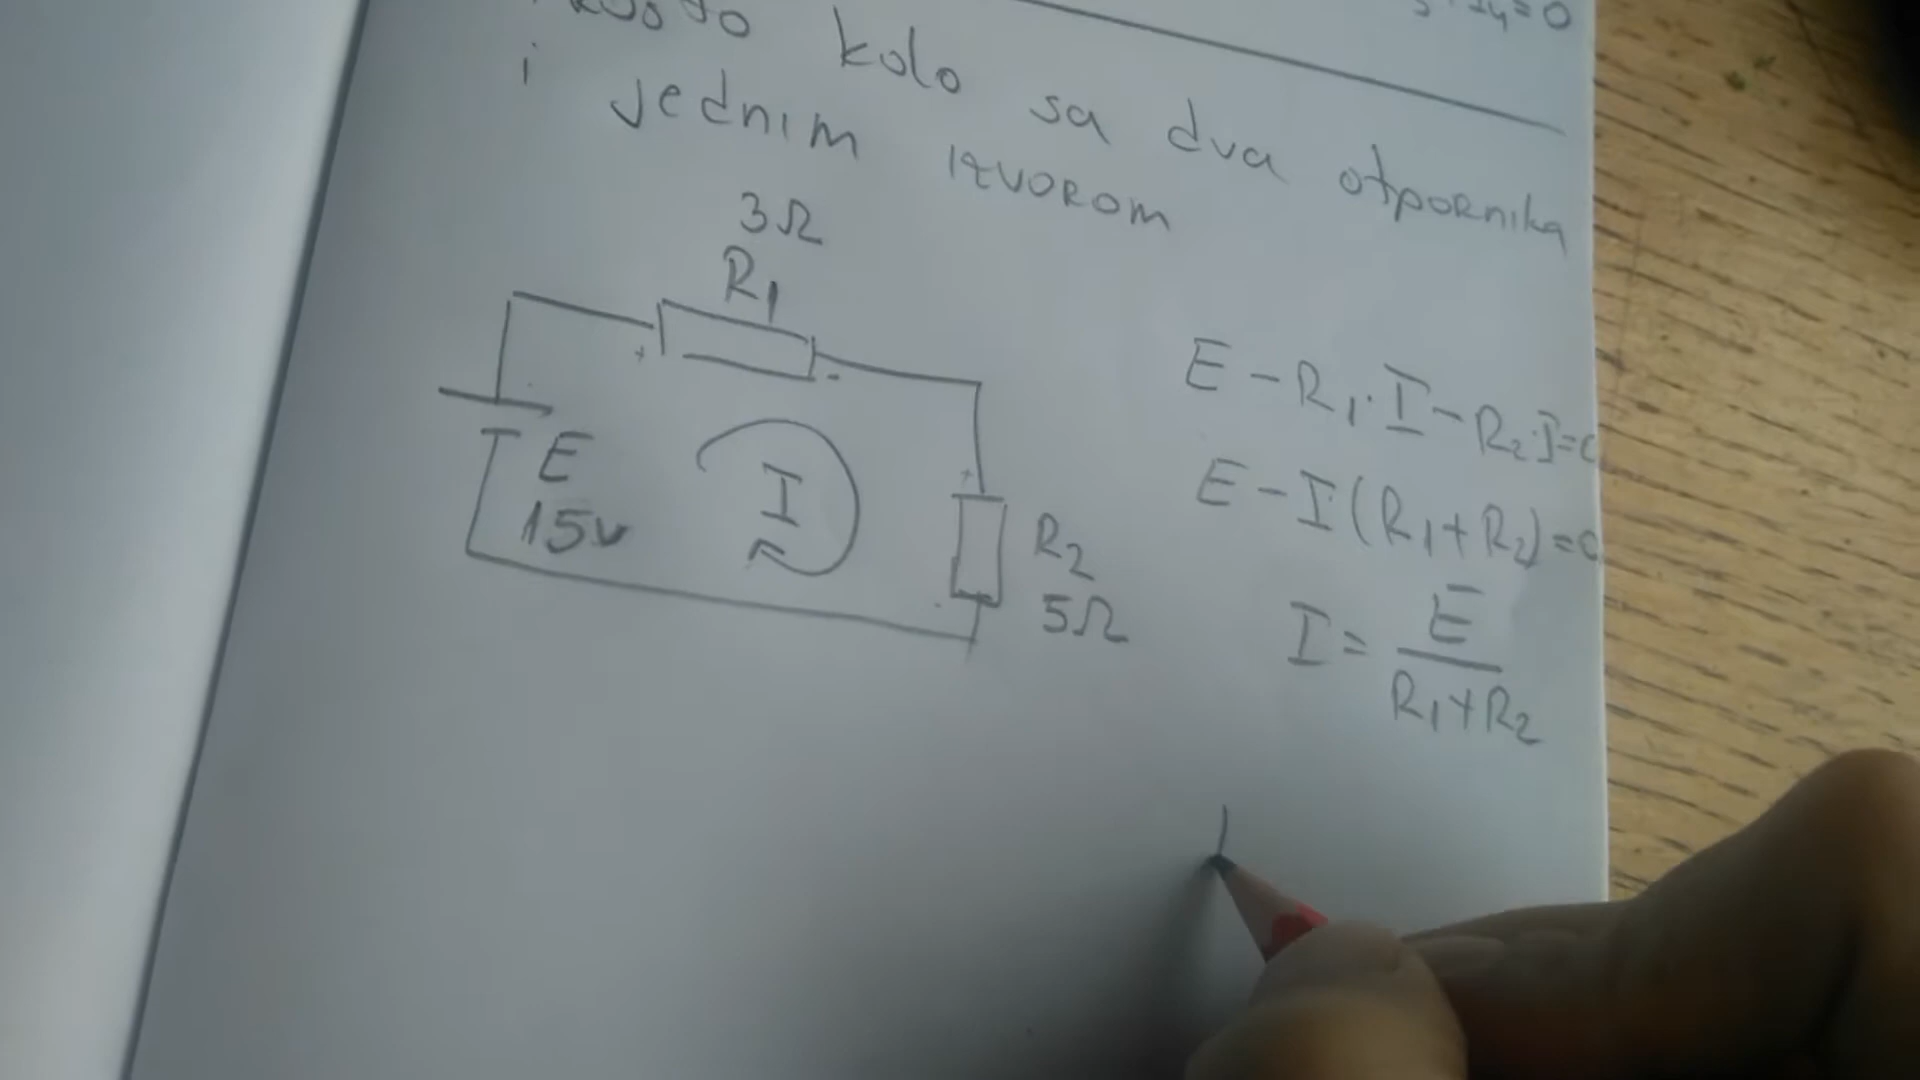 kolo sa dva otpornika
i jednim izvorom
3Ω
R1
+ -
E
15v
I
+
R2
5Ω
E - R1·I - R2·I = 0
E - I(R1+R2) = 0
I = E / R1+R2